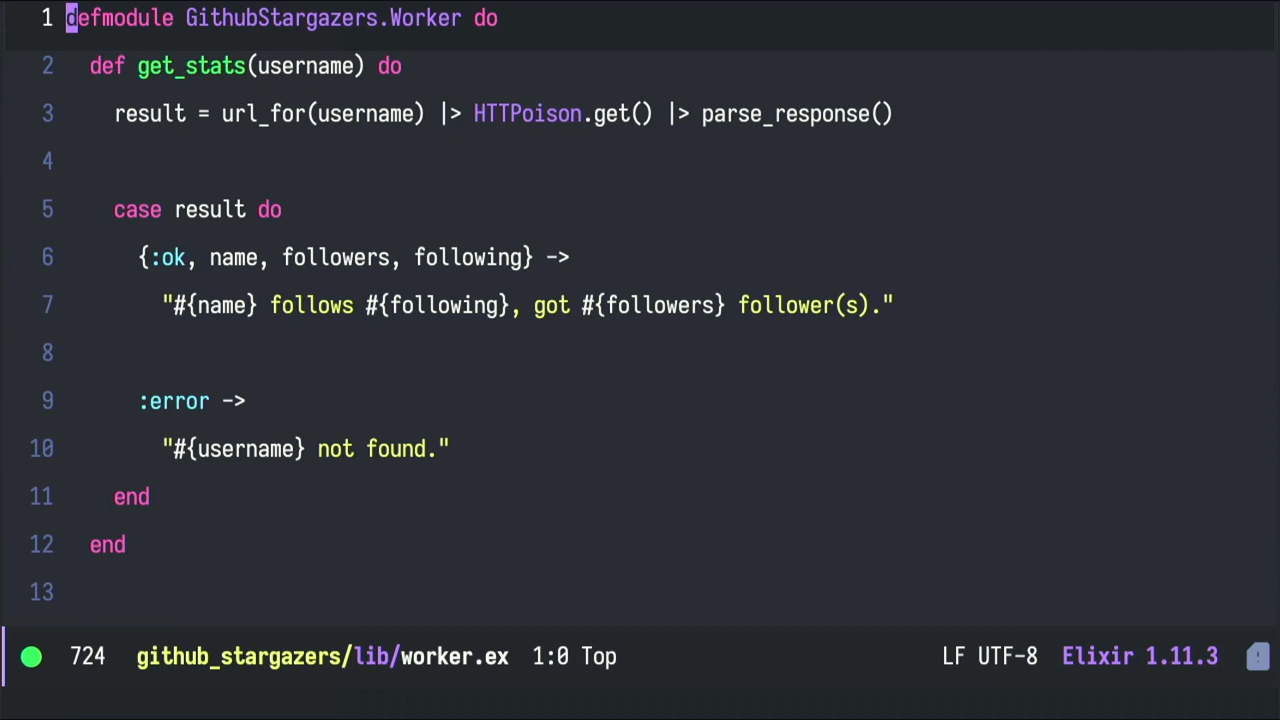 1 defmodule GithubStargazers.Worker do
2   def get_stats(username) do
3     result = url_for(username) |> HTTPoison.get() |> parse_response()
4
5     case result do
6       {:ok, name, followers, following} ->
7         "#{name} follows #{following}, got #{followers} follower(s)."
8
9       :error ->
10         "#{username} not found."
11     end
12   end
13
724 github_stargazers/lib/worker.ex 1:0 Top LF UTF-8 Elixir 1.11.3